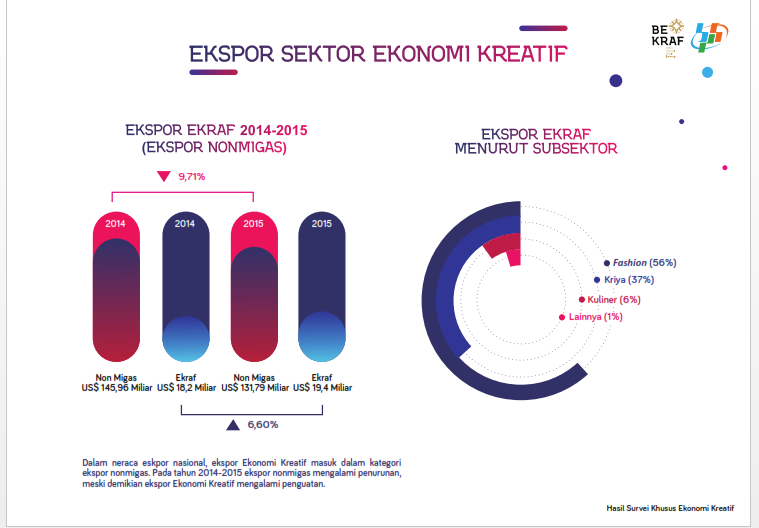 EKSPOR SEKTOR EKONOMI KREATIF
BE
KRAF
EKSPOR EKRAF 2014-2015
(EKSPOR NONMIGAS)
9,71%
2014
2014
2015
2015
Non Migas
US$ 145,96 Miliar
Ekraf
US$ 18,2 Miliar
Non Migas
US$ 131,79 Miliar
Ekraf
US$ 19,4 Miliar
6,60%
EKSPOR EKRAF
MENURUT SUBSEKTOR
Fashion (56%)
Kriya (37%)
Kuliner (6%)
Lainnya (1%)
Dalam neraca eskpor nasional, ekspor Ekonomi Kreatif masuk dalam kategori
ekspor nonmigas. Pada tahun 2014-2015 ekspor nonmigas mengalami penurunan,
meski demikian ekspor Ekonomi Kreatif mengalami penguatan.
Hasil Survei Khusus Ekonomi Kreatif